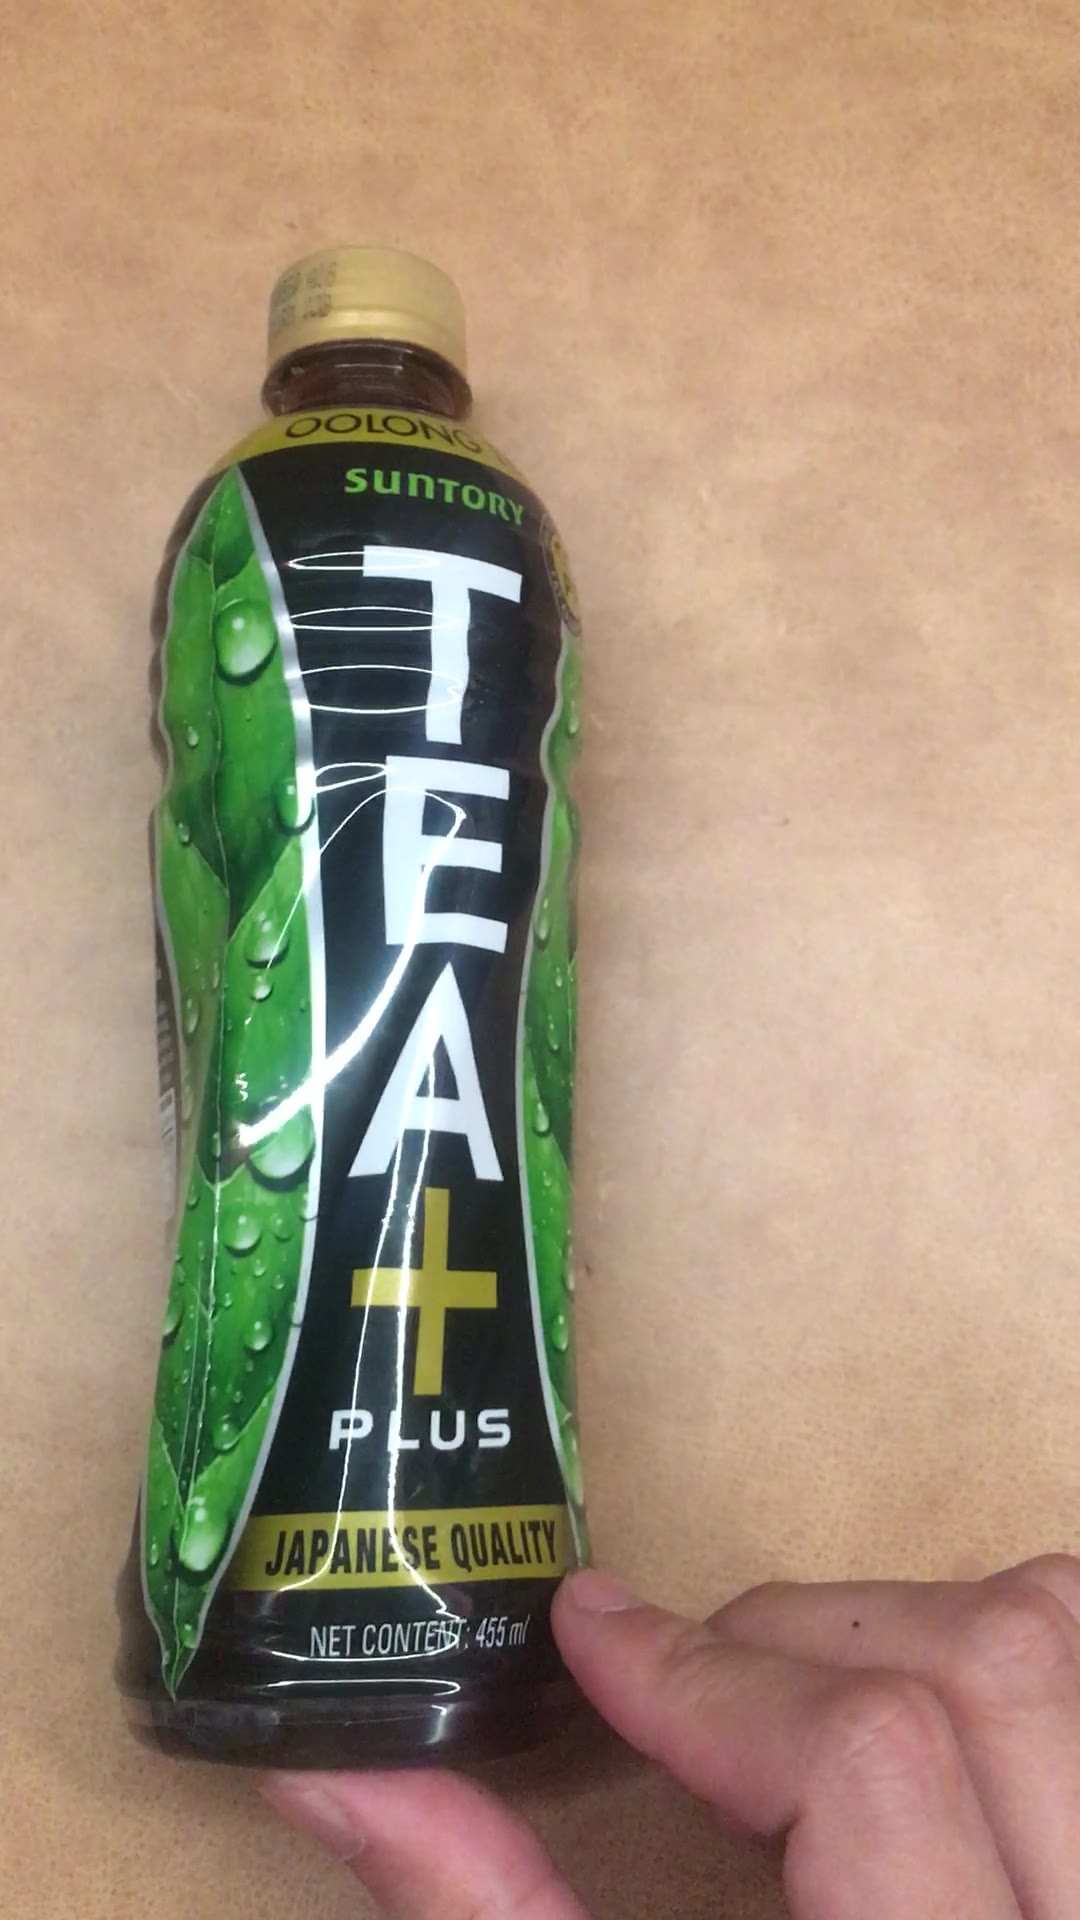 OOLONG
SUNTORY
TEA
+
PLUS
JAPANESE QUALITY
NET CONTENT: 455 ml